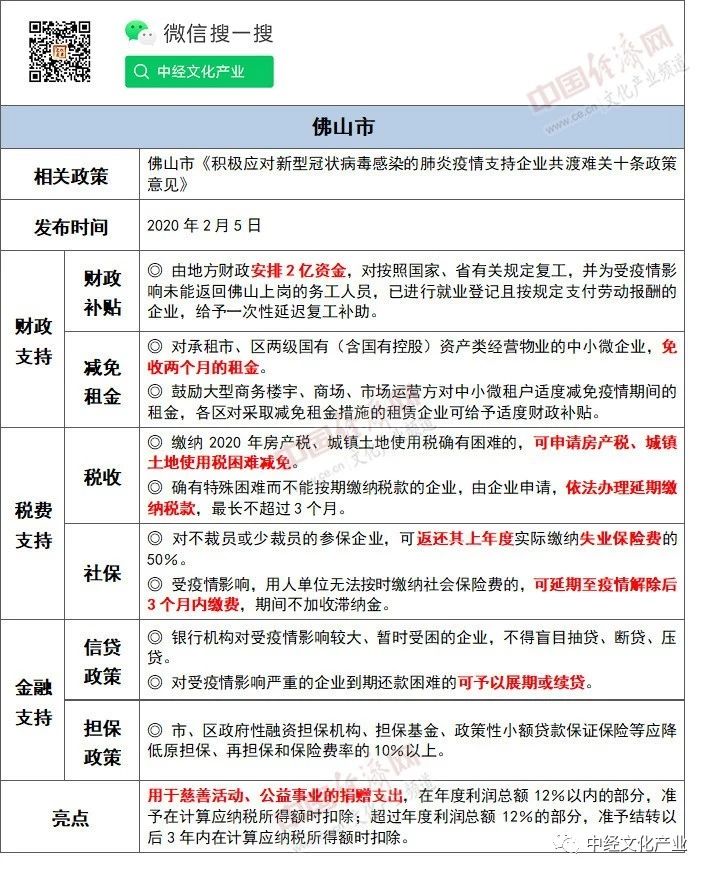 微信搜一搜
中经文化产业
中国经济网
www.ce.cn 文化产业频道
佛山市
相关政策
佛山市《积极应对新型冠状病毒感染的肺炎疫情支持企业共渡难关十条政策
意见》
发布时间
2020 年 2 月 5 日
财政
支持
财政
补贴
◎ 由地方财政安排 2 亿资金，对按照国家、省有关规定复工，并为受疫情影
响未能返回佛山上岗的务工人员，已进行就业登记且按规定支付劳动报酬的
企业，给予一次性延迟复工补助。
减免
租金
◎ 对承租市、区两级国有（含国有控股）资产类经营物业的中小微企业，免
收两个月的租金。
◎ 鼓励大型商务楼宇、商场、市场运营方对中小微租户适度减免疫情期间的
租金，各区对采取减免租金措施的租赁企业可给予适度财政补贴。
中国经济网
www.ce.cn 文化产业频道
税费
支持
税收
◎ 缴纳 2020 年房产税、城镇土地使用税确有困难的，可申请房产税、城镇
土地使用税困难减免。
◎ 确有特殊困难而不能按期缴纳税款的企业，由企业申请，依法办理延期缴
纳税款，最长不超过 3 个月。
社保
◎ 对不裁员或少裁员的参保企业，可返还其上年度实际缴纳失业保险费的
50%。
◎ 受疫情影响，用人单位无法按时缴纳社会保险费的，可延期至疫情解除后
3 个月内缴费，期间不加收滞纳金。
金融
支持
信贷
政策
◎ 银行机构对受疫情影响较大、暂时受困的企业，不得盲目抽贷、断贷、压
贷。
◎ 对受疫情影响严重的企业到期还款困难的可予以展期或续贷。
担保
政策
◎ 市、区政府性融资担保机构、担保基金、政策性小额贷款保证保险等应降
低原担保、再担保和保险费率的 10%以上。
中国经济网
www.ce.cn 文化产业频道
亮点
用于慈善活动、公益事业的捐赠支出，在年度利润总额 12%以内的部分，准
予在计算应纳税所得额时扣除；超过年度利润总额 12%的部分，准予结转以
后 3 年内在计算应纳税所得额时扣除。
中经文化产业